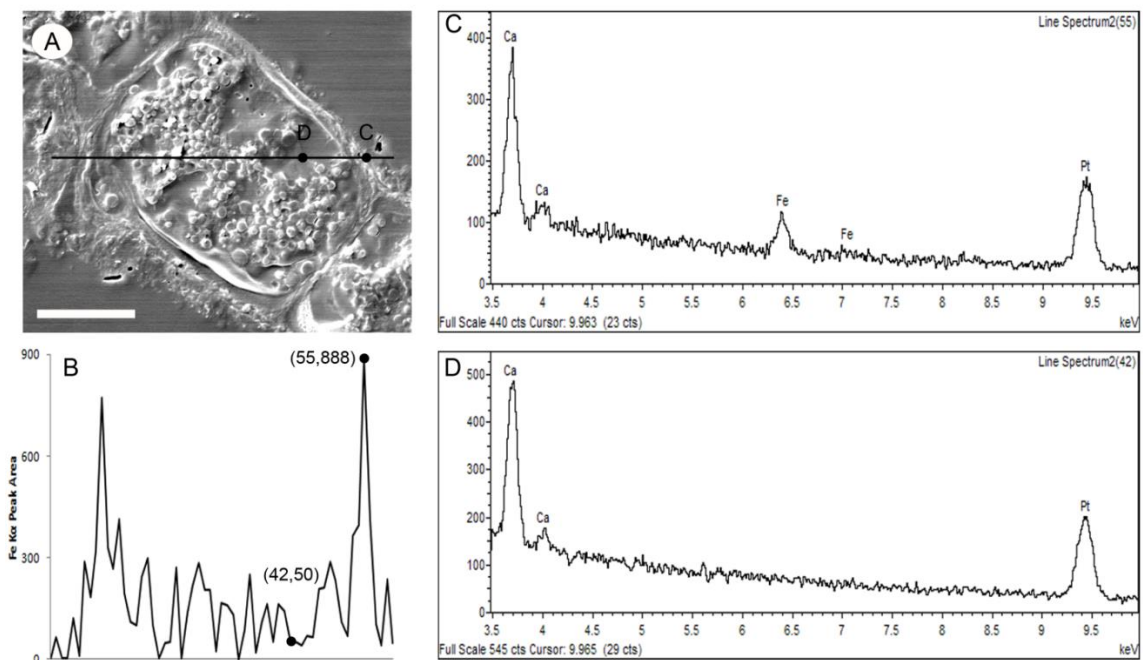 A
D
C
B
900
600
300
0
Fe Kα Peak Area
(55,888)
(42,50)
C
Line Spectrum2(55)
Ca
Ca
Fe
Fe
Pt
400
300
200
100
0
3.5 4 4.5 5 5.5 6 6.5 7 7.5 8 8.5 9 9.5
Full Scale 440 cts Cursor: 9.963 (23 cts)
keV
D
Line Spectrum2(42)
Ca
Ca
Pt
500
400
300
200
100
0
3.5 4 4.5 5 5.5 6 6.5 7 7.5 8 8.5 9 9.5
Full Scale 545 cts Cursor: 9.965 (29 cts)
keV